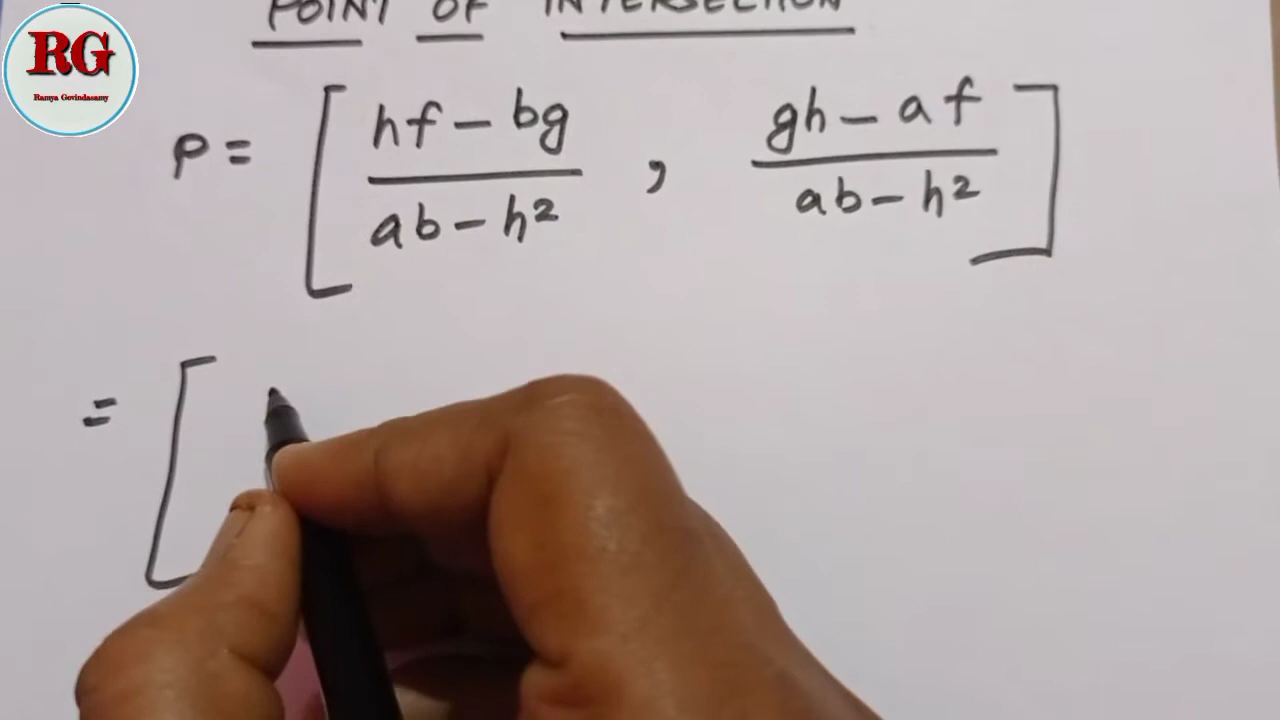 RG
Ramya Govindasamy
POINT OF INTERSECTION
P = [ hf - bg / ab - h² , gh - af / ab - h² ]
= [